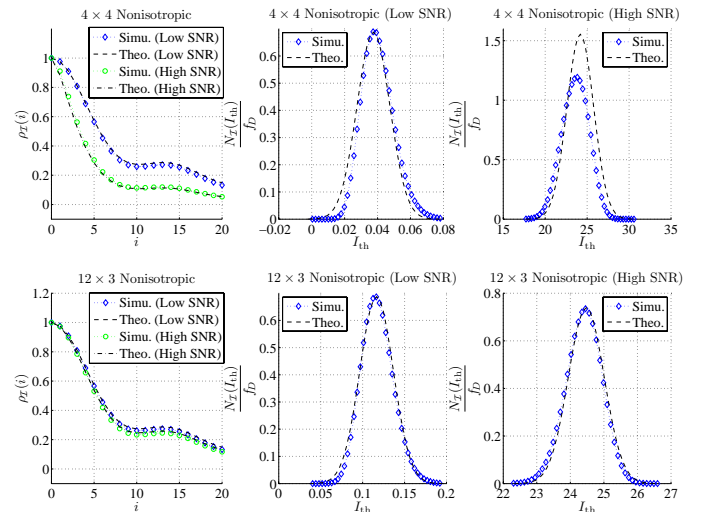 4 × 4 Nonisotropic
Simu. (Low SNR)
Theo. (Low SNR)
Simu. (High SNR)
Theo. (High SNR)
1
0.8
0.6
0.4
0.2
0
0 5 10 15 20
ρ_I(i)
i
4 × 4 Nonisotropic (Low SNR)
Simu.
Theo.
0.7
0.6
0.5
0.4
0.3
0.2
0.1
0
−0.02 0 0.02 0.04 0.06 0.08
N_I(I_th)
f_D
I_th
4 × 4 Nonisotropic (High SNR)
Simu.
Theo.
1.5
1
0.5
0
15 20 25 30 35
N_I(I_th)
f_D
I_th
12 × 3 Nonisotropic
Simu. (Low SNR)
Theo. (Low SNR)
Simu. (High SNR)
Theo. (High SNR)
1.2
1
0.8
0.6
0.4
0.2
0
0 5 10 15 20
ρ_I(i)
i
12 × 3 Nonisotropic (Low SNR)
Simu.
Theo.
0.6
0.5
0.4
0.3
0.2
0.1
0
0 0.05 0.1 0.15 0.2
N_I(I_th)
f_D
I_th
12 × 3 Nonisotropic (High SNR)
Simu.
Theo.
0.8
0.6
0.4
0.2
0
22 23 24 25 26 27
N_I(I_th)
f_D
I_th